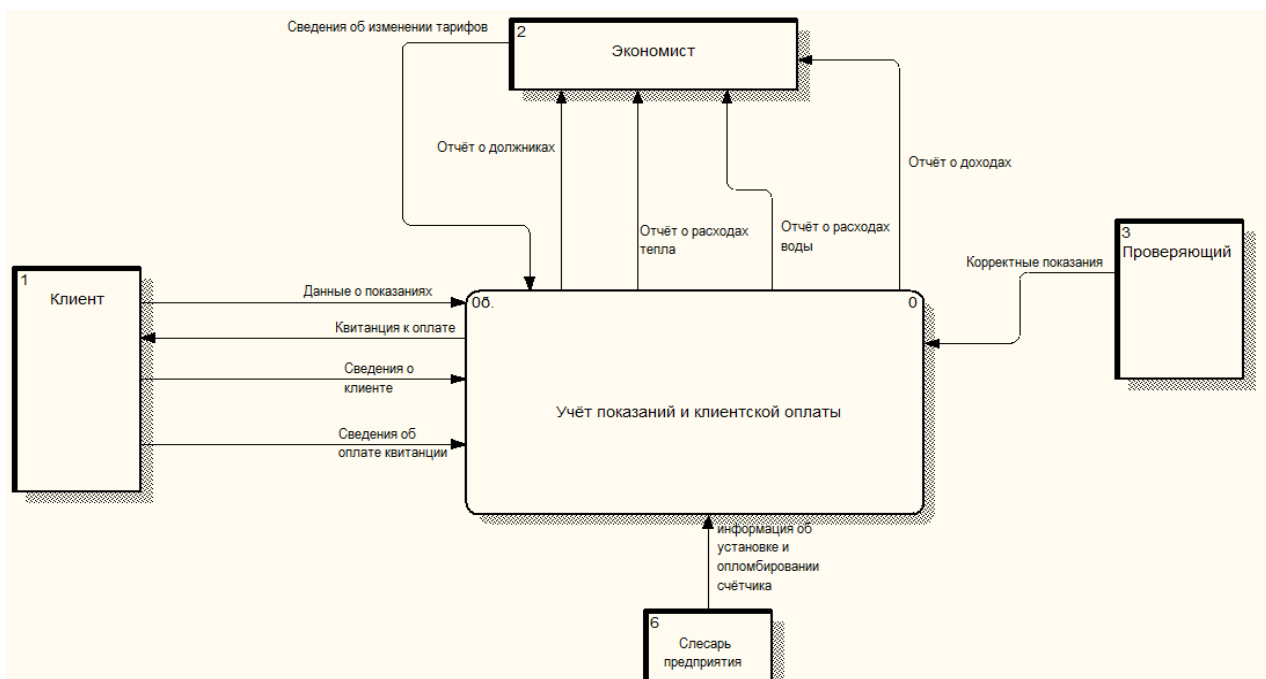 Сведения об изменении тарифов
2
Экономист
Отчёт о должниках
Отчёт о доходах
Отчёт о расходах
тепла
Отчёт о расходах
воды
3
Проверяющий
Корректные показания
1
Клиент
Данные о показаниях
Квитанция к оплате
Сведения о
клиенте
Сведения об
оплате квитанции
0б.
0
Учёт показаний и клиентской оплаты
информация об
установке и
опломбировании
счётчика
6
Слесарь
предприятия